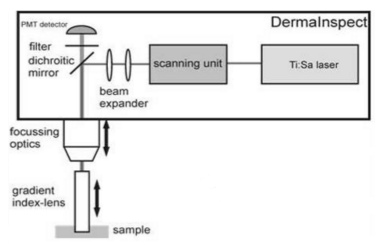 DermaInspect
PMT detector
filter
dichroitic
mirror
beam
expander
scanning unit
Ti:Sa laser
focussing
optics
gradient
index-lens
sample